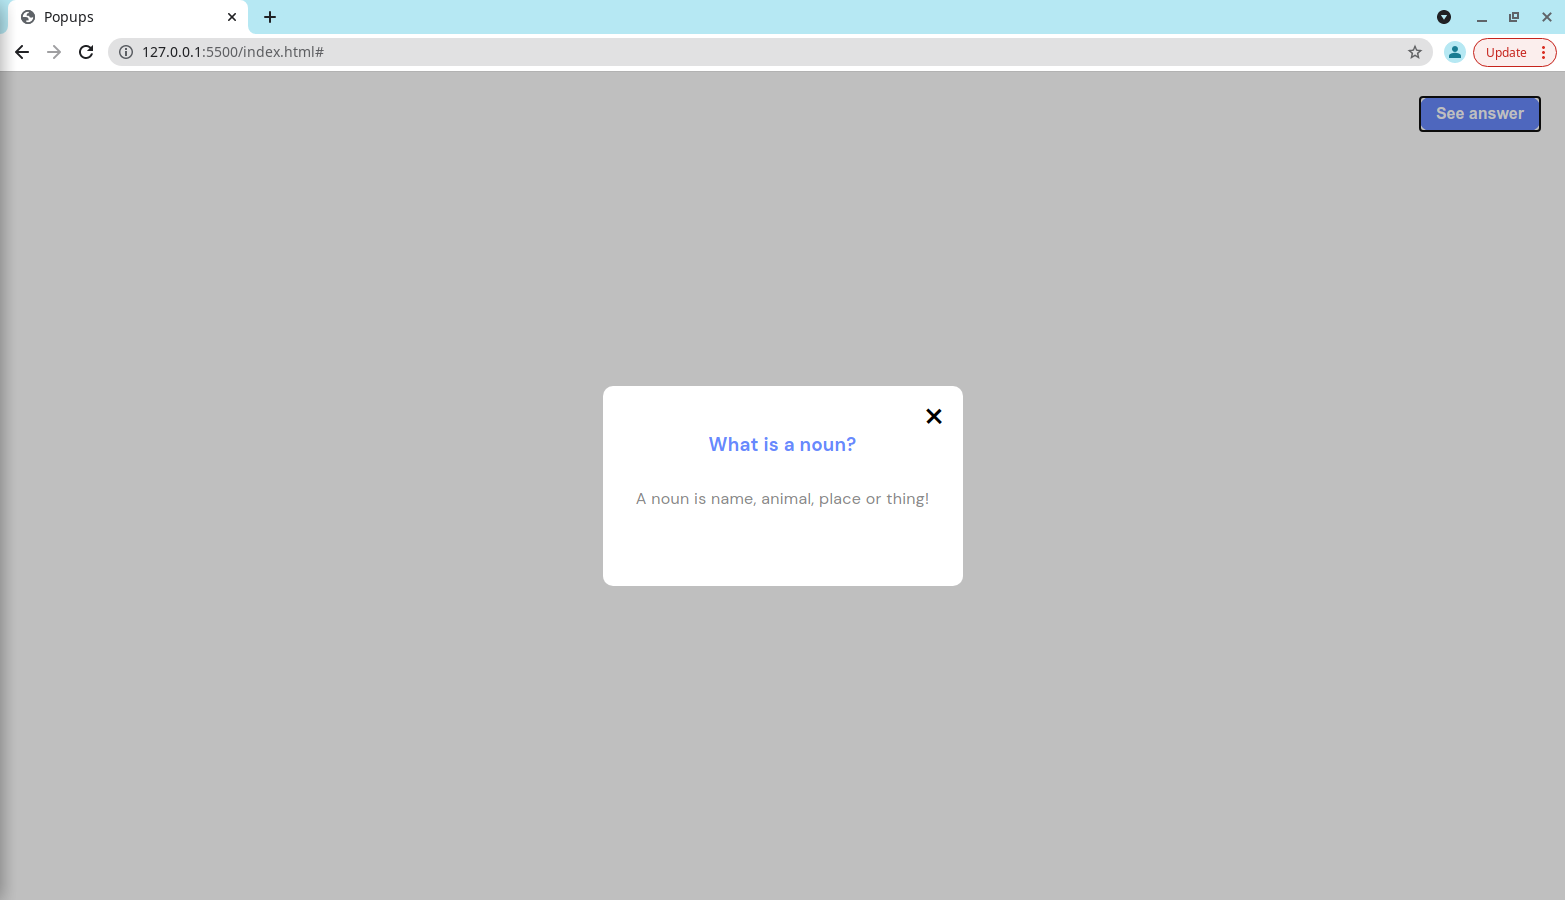 Popups
127.0.0.1:5500/index.html#
Update
See answer
What is a noun?
A noun is name, animal, place or thing!